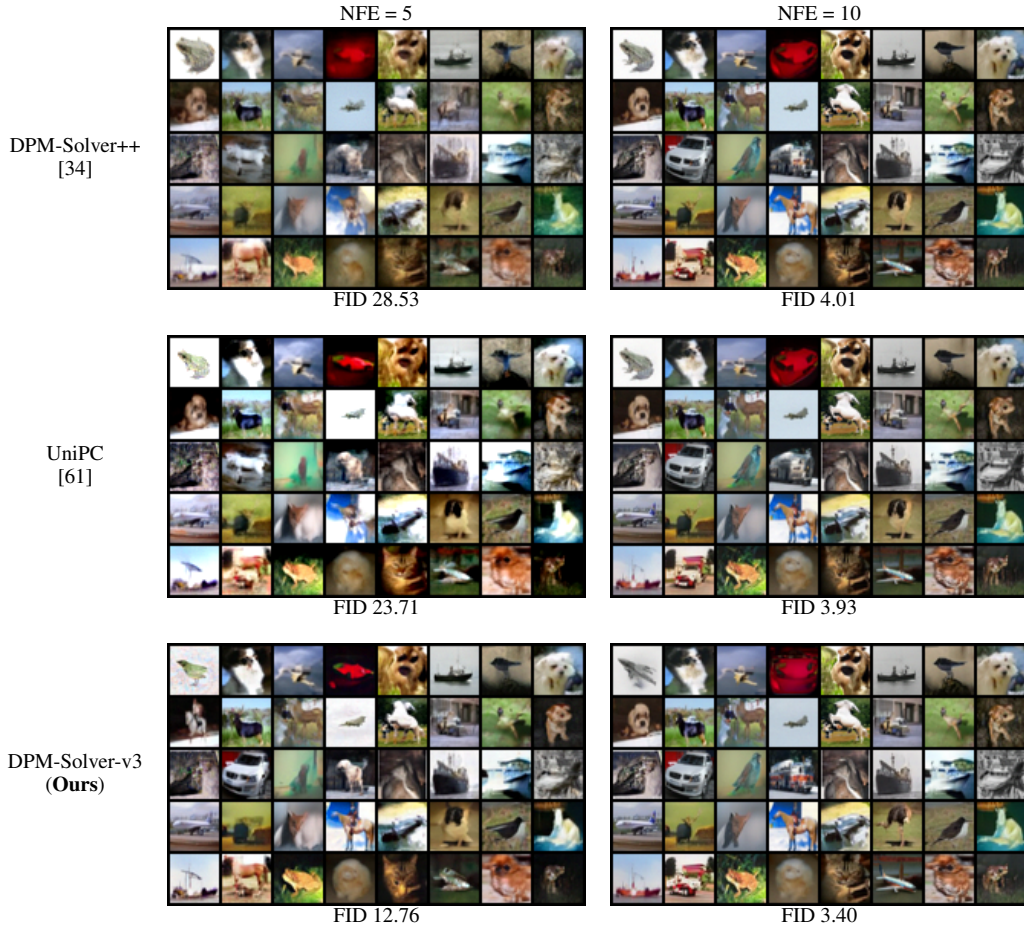 NFE = 5
NFE = 10
DPM-Solver++
[34]
FID 28.53
FID 4.01
UniPC
[61]
FID 23.71
FID 3.93
DPM-Solver-v3
(Ours)
FID 12.76
FID 3.40